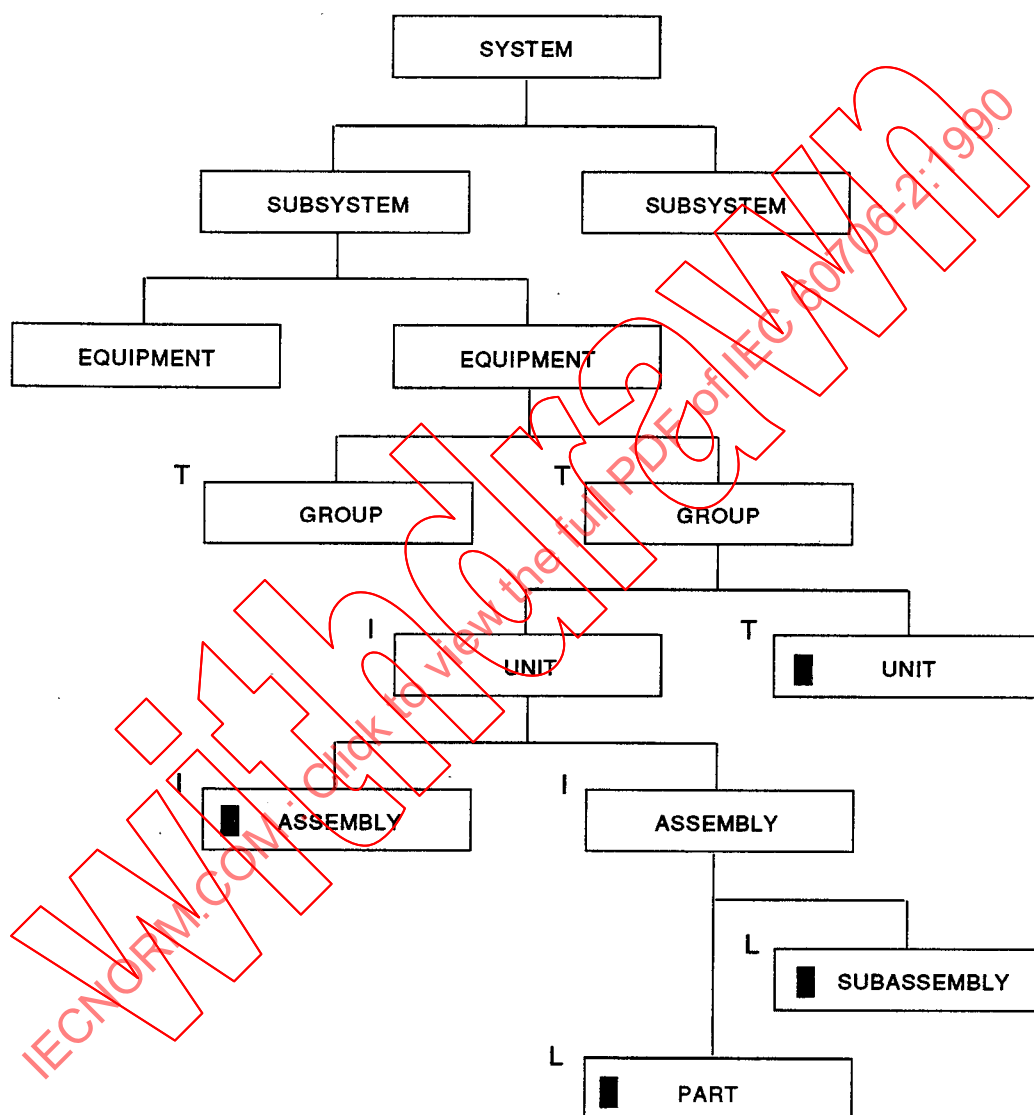 SYSTEM
SUBSYSTEM SUBSYSTEM
EQUIPMENT EQUIPMENT
T T
GROUP GROUP
I T
UNIT UNIT
I I
ASSEMBLY ASSEMBLY
L
SUBASSEMBLY
L
PART
Withdrawn
IECNORM.COM : Click to view the full PDF of IEC 60706-2:1990